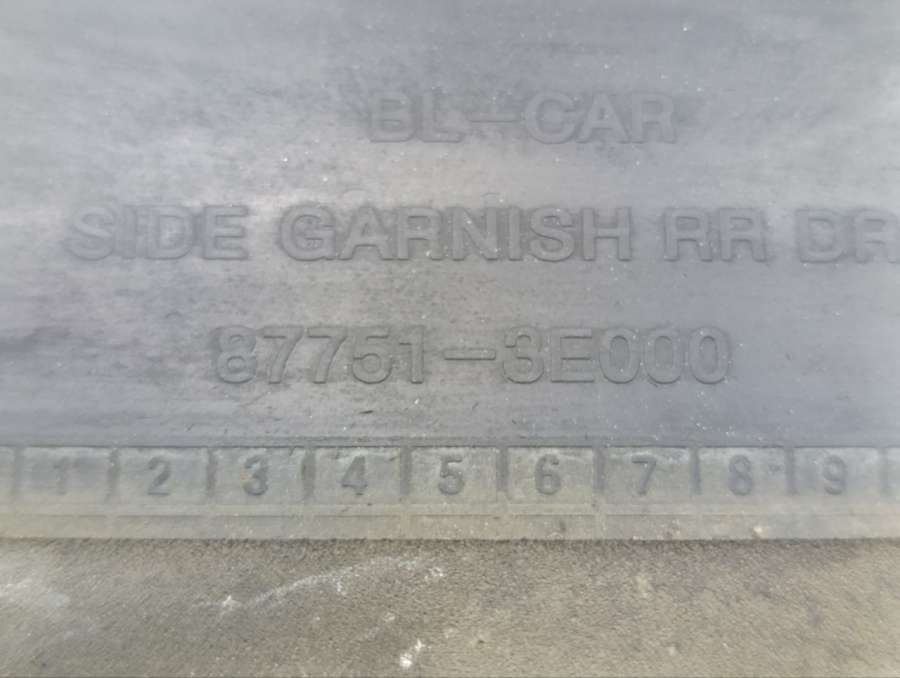 BL-CAR
SIDE GARNISH RR DR
87751-3E000
1 2 3 4 5 6 7 8 9